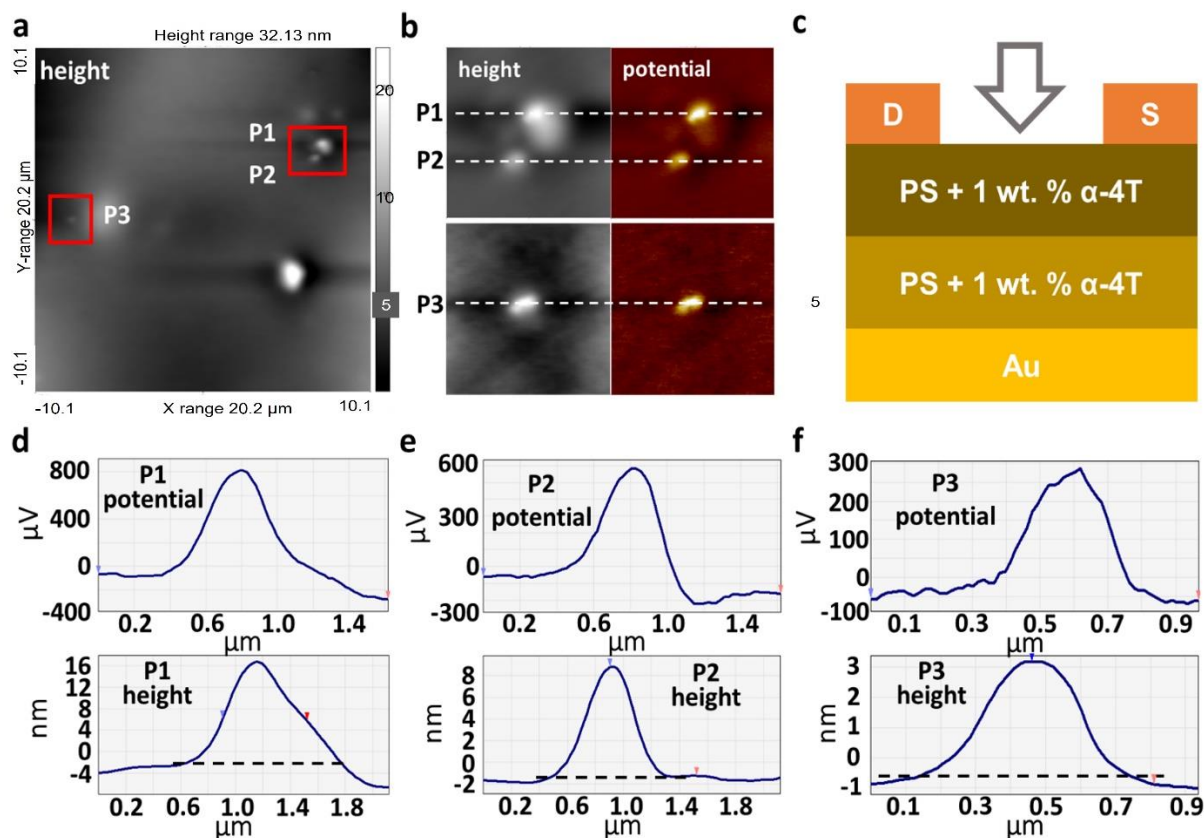 a
Height range 32.13 nm
10.1
height
Y-range 20.2 µm
-10.1
P1
P2
P3
20
10
5
-10.1
X range 20.2 µm
10.1
b
height
potential
P1
P2
P3
5
c
D
S
PS + 1 wt. % α-4T
PS + 1 wt. % α-4T
Au
d
µV
800
400
0
-400
P1
potential
0.2
0.6
1.0
1.4
µm
nm
16
12
8
4
0
-4
P1
height
0.2
0.6
1.0
1.4
1.8
µm
e
µV
600
300
0
-300
P2
potential
0.2
0.6
1.0
1.4
µm
nm
8
6
4
2
0
-2
P2
height
0.2
0.6
1.0
1.4
1.8
µm
f
µV
300
200
100
0
-100
P3
potential
0.1
0.3
0.5
0.7
0.9
µm
nm
3
2
1
0
-1
P3
height
0.1
0.3
0.5
0.7
0.9
µm